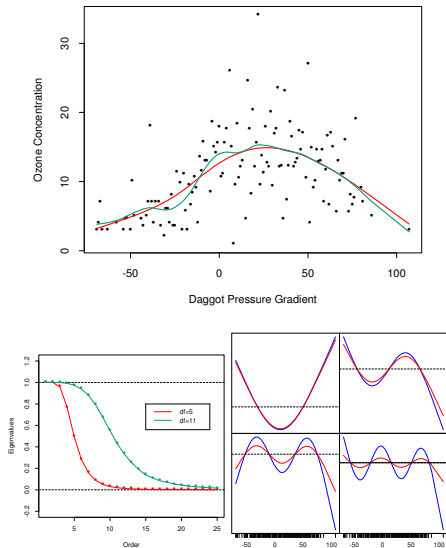 Ozone Concentration
0 10 20 30
-50 0 50 100
Daggot Pressure Gradient
Eigenvalues
1.2
1.0
0.8
0.6
0.4
0.2
0.0
-0.2
df=5
df=11
5 10 15 20 25
Order
-50 0 50 100
-50 0 50 100